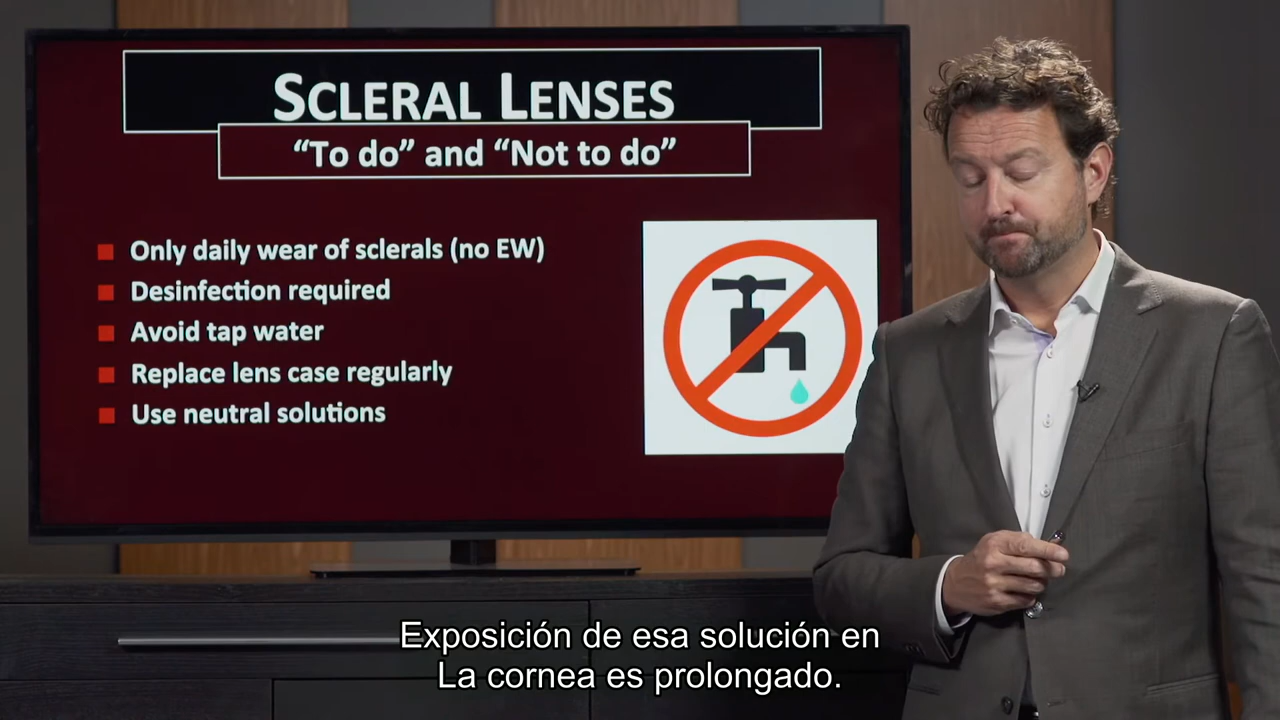 SCLERAL LENSES
“To do” and “Not to do”
Only daily wear of sclerals (no EW)
Desinfection required
Avoid tap water
Replace lens case regularly
Use neutral solutions
Exposición de esa solución en
La cornea es prolongado.